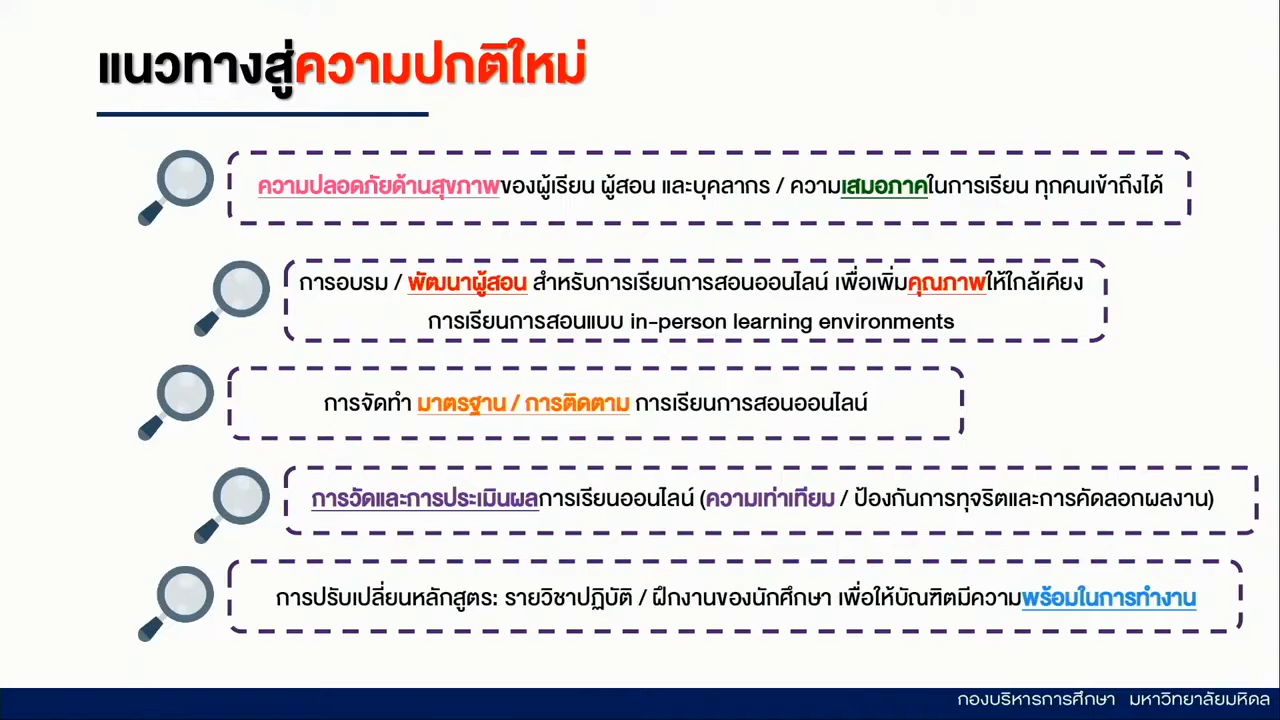 แนวทางสู่ความปกติใหม่
ความปลอดภัยด้านสุขภาพของผู้เรียน ผู้สอน และบุคลากร / ความเสมอภาคในการเรียน ทุกคนเข้าถึงได้
การอบรม / พัฒนาผู้สอน สำหรับการเรียนการสอนออนไลน์ เพื่อเพิ่มคุณภาพให้ใกล้เคียง
การเรียนการสอนแบบ in-person learning environments
การจัดทำ มาตรฐาน / การติดตาม การเรียนการสอนออนไลน์
การวัดและการประเมินผลการเรียนออนไลน์ (ความเท่าเทียม / ป้องกันการทุจริตและการคัดลอกผลงาน)
การปรับเปลี่ยนหลักสูตร: รายวิชาปฏิบัติ / ฝึกงานของนักศึกษา เพื่อให้บัณฑิตมีความพร้อมในการทำงาน
กองบริหารการศึกษา มหาวิทยาลัยมหิดล